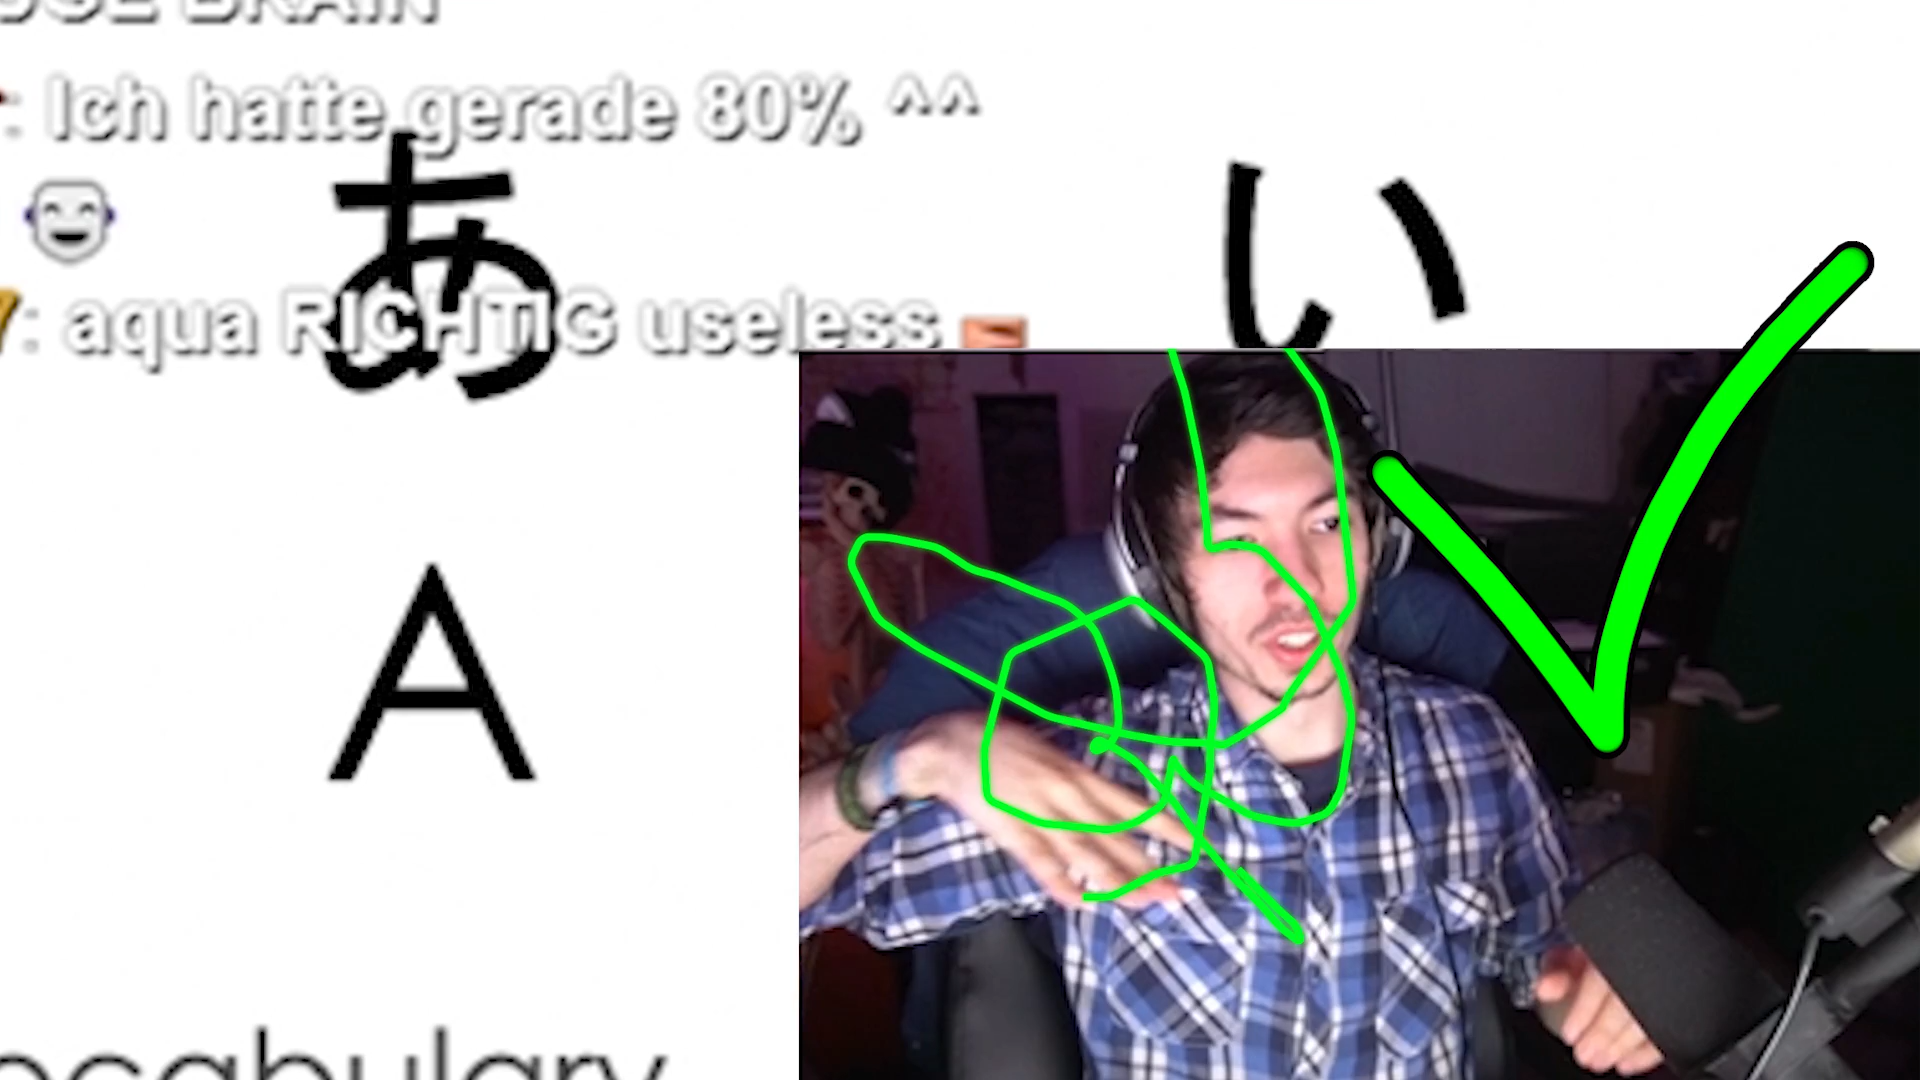 : Ich hatte gerade 80% ^^
あ
い
: aqua RICHTIG useless
A